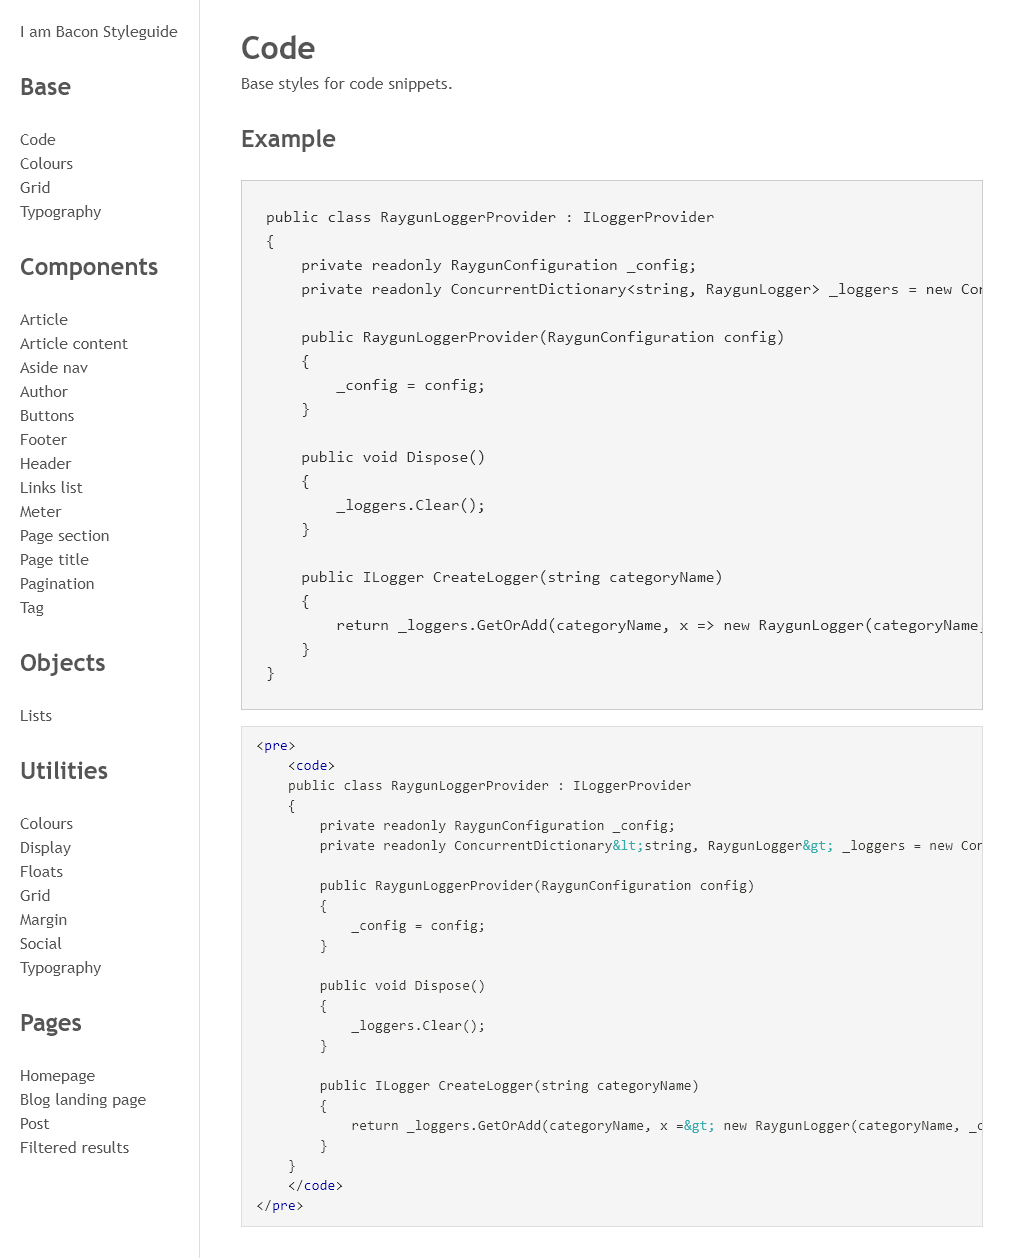 I am Bacon Styleguide
Base
Code
Colours
Grid
Typography
Components
Article
Article content
Aside nav
Author
Buttons
Footer
Header
Links list
Meter
Page section
Page title
Pagination
Tag
Objects
Lists
Utilities
Colours
Display
Floats
Grid
Margin
Social
Typography
Pages
Homepage
Blog landing page
Post
Filtered results
Code
Base styles for code snippets.
Example
public class RaygunLoggerProvider : ILoggerProvider
{
    private readonly RaygunConfiguration _config;
    private readonly ConcurrentDictionary<string, RaygunLogger> _loggers = new Con
    public RaygunLoggerProvider(RaygunConfiguration config)
    {
        _config = config;
    }
    public void Dispose()
    {
        _loggers.Clear();
    }
    public ILogger CreateLogger(string categoryName)
    {
        return _loggers.GetOrAdd(categoryName, x => new RaygunLogger(categoryName,
    }
}
<pre>
    <code>
    public class RaygunLoggerProvider : ILoggerProvider
    {
        private readonly RaygunConfiguration _config;
        private readonly ConcurrentDictionary&lt;string, RaygunLogger&gt; _loggers = new Con
        public RaygunLoggerProvider(RaygunConfiguration config)
        {
            _config = config;
        }
        public void Dispose()
        {
            _loggers.Clear();
        }
        public ILogger CreateLogger(string categoryName)
        {
            return _loggers.GetOrAdd(categoryName, x =&gt; new RaygunLogger(categoryName, _c
        }
    }
    </code>
</pre>